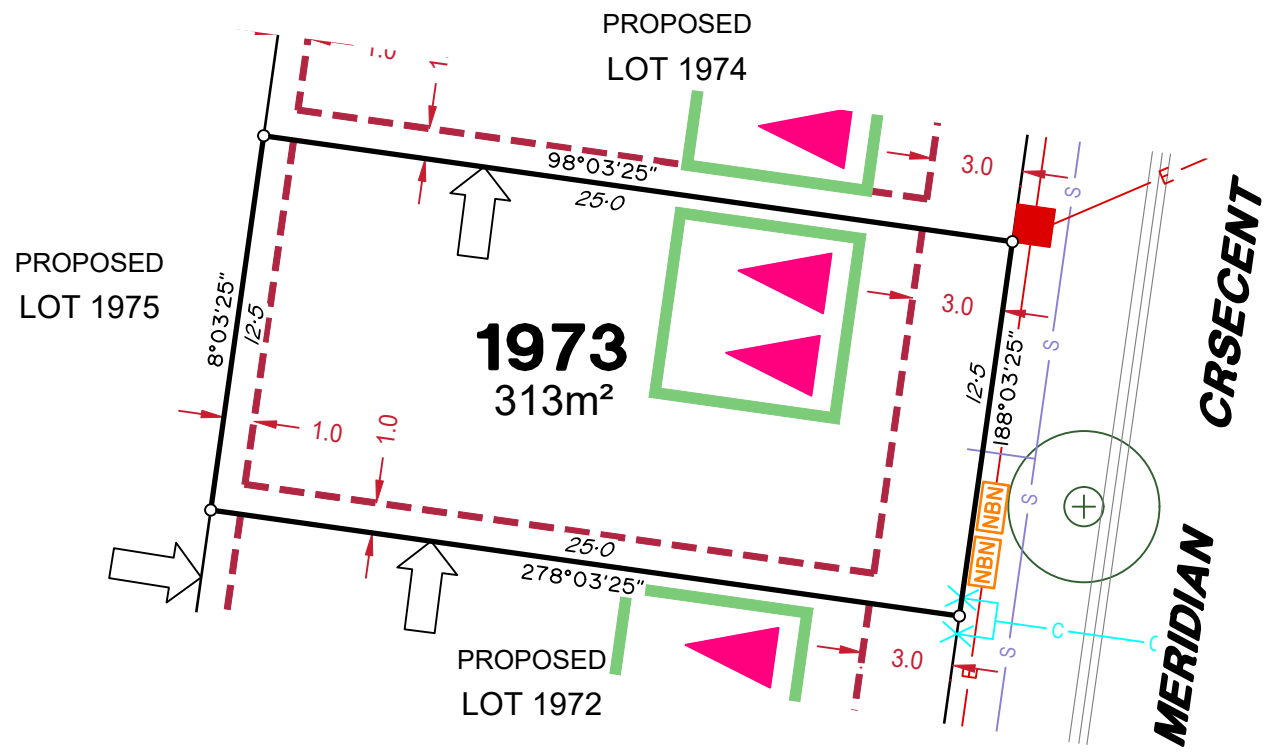 PROPOSED
LOT 1974
1.0
1.
98°03'25"
25·0
3.0
E
S
PROPOSED
LOT 1975
8°03'25"
12·5
1973
313m²
3.0
12·5
188°03'25"
S
CRSECENT
1.0
1.0
S
NBN
NBN
25·0
278°03'25"
C
C
MERIDIAN
PROPOSED
LOT 1972
3.0
E
S